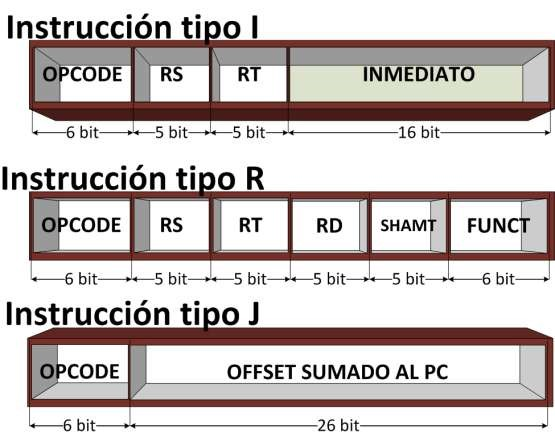 Instrucción tipo I
OPCODE RS RT INMEDIATO
6 bit 5 bit 5 bit 16 bit
Instrucción tipo R
OPCODE RS RT RD SHAMT FUNCT
6 bit 5 bit 5 bit 5 bit 5 bit 6 bit
Instrucción tipo J
OPCODE OFFSET SUMADO AL PC
6 bit 26 bit